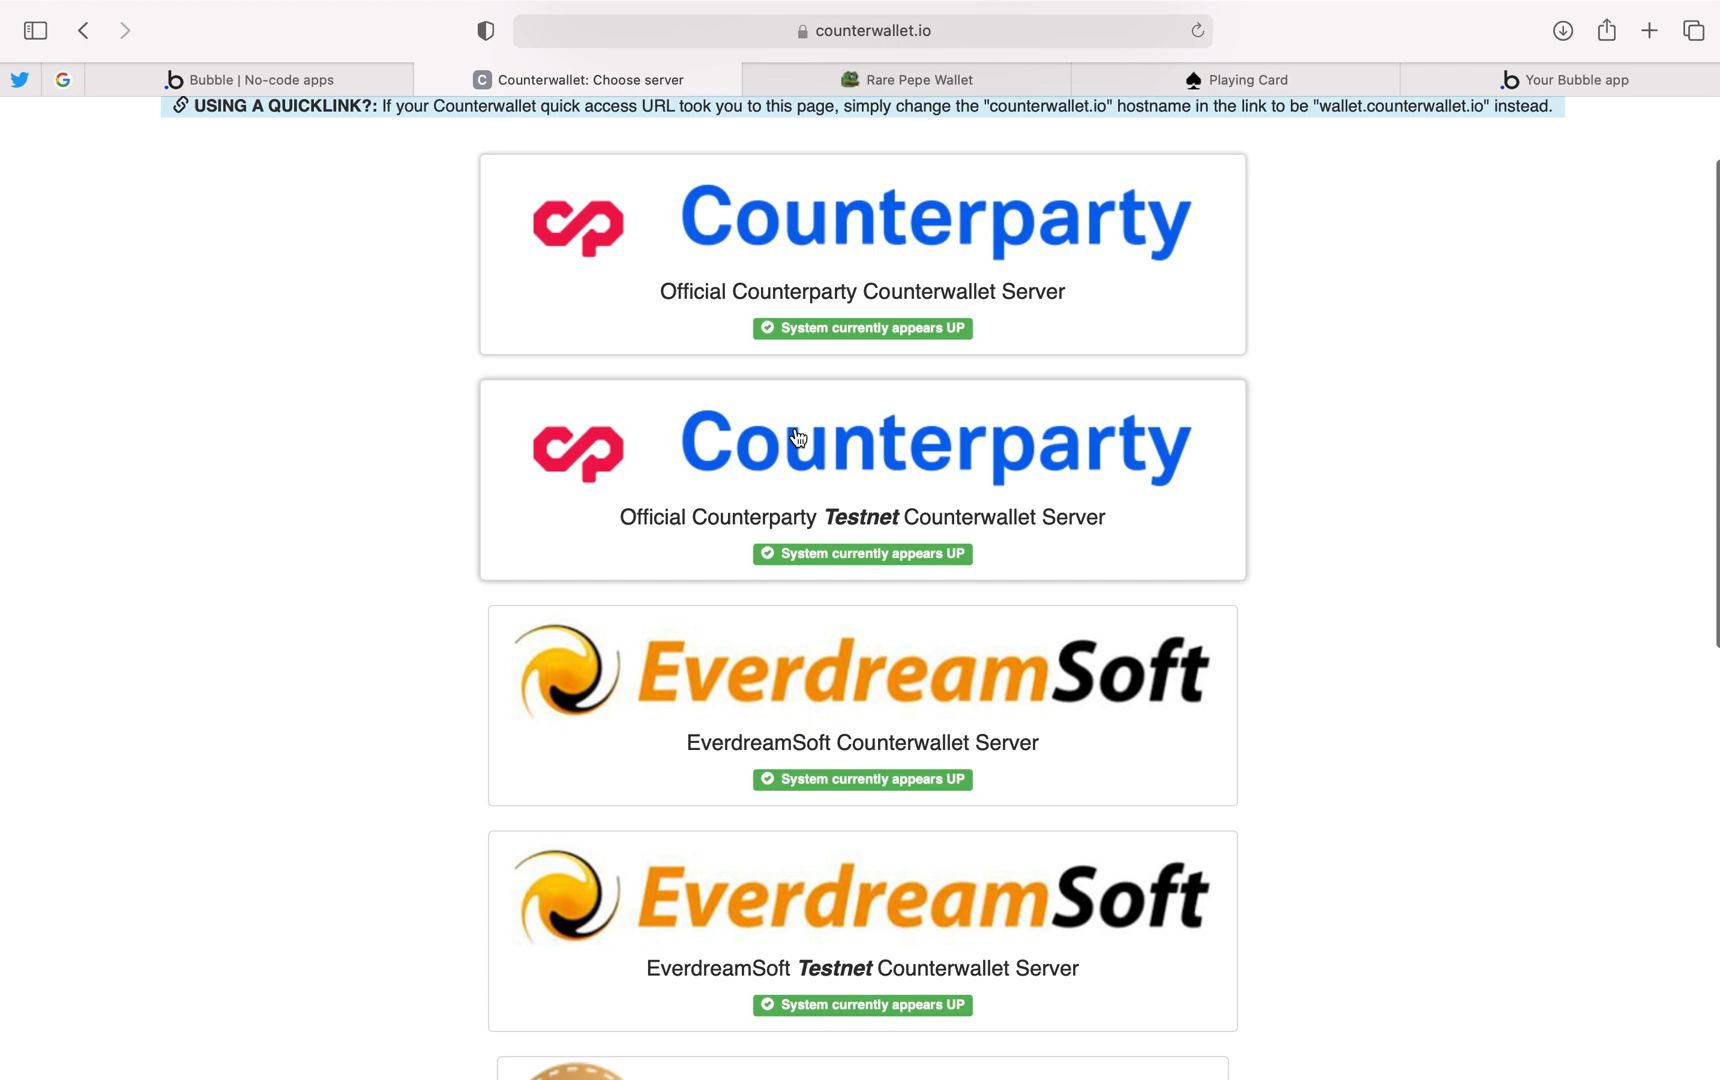 counterwallet.io
Bubble | No-code apps
C Counterwallet: Choose server
Rare Pepe Wallet
Playing Card
Your Bubble app
USING A QUICKLINK?: If your Counterwallet quick access URL took you to this page, simply change the "counterwallet.io" hostname in the link to be "wallet.counterwallet.io" instead.
Counterparty
Official Counterparty Counterwallet Server
System currently appears UP
Counterparty
Official Counterparty Testnet Counterwallet Server
System currently appears UP
EverdreamSoft
EverdreamSoft Counterwallet Server
System currently appears UP
EverdreamSoft
EverdreamSoft Testnet Counterwallet Server
System currently appears UP